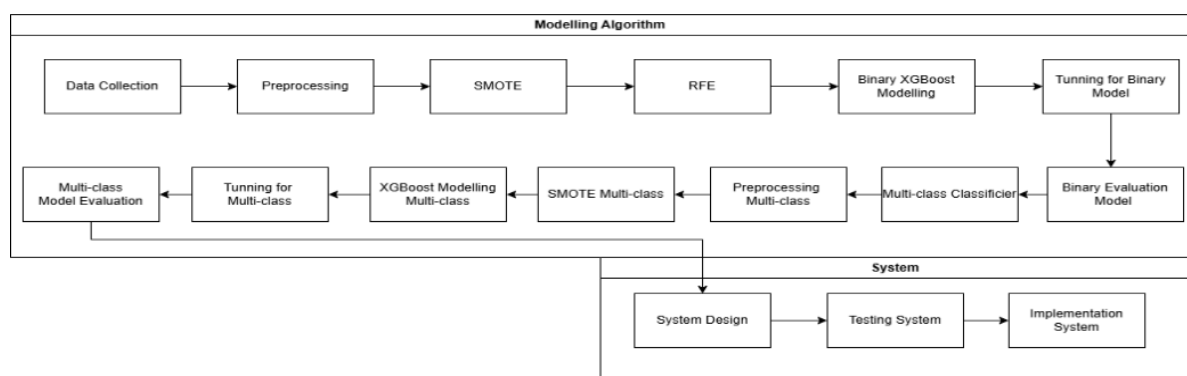 Modelling Algorithm
Data Collection
Preprocessing
SMOTE
RFE
Binary XGBoost
Modelling
Tunning for Binary
Model
Multi-class
Model Evaluation
Tunning for
Multi-class
XGBoost Modelling
Multi-class
SMOTE Multi-class
Preprocessing
Multi-class
Multi-class Classificier
Binary Evaluation
Model
System
System Design
Testing System
Implementation
System